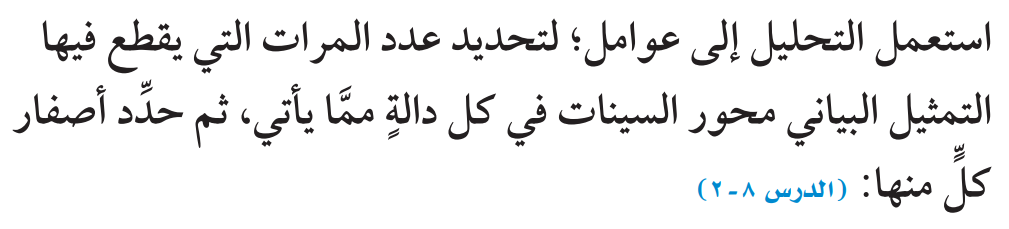 استعمل التحليل إلى عوامل؛ لتحديد عدد المرات التي يقطع فيها
التمثيل البياني محور السينات في كل دالةٍ ممَّا يأتي، ثم حدِّد أصفار
كلٍّ منها: (الدرس ٨-٢)